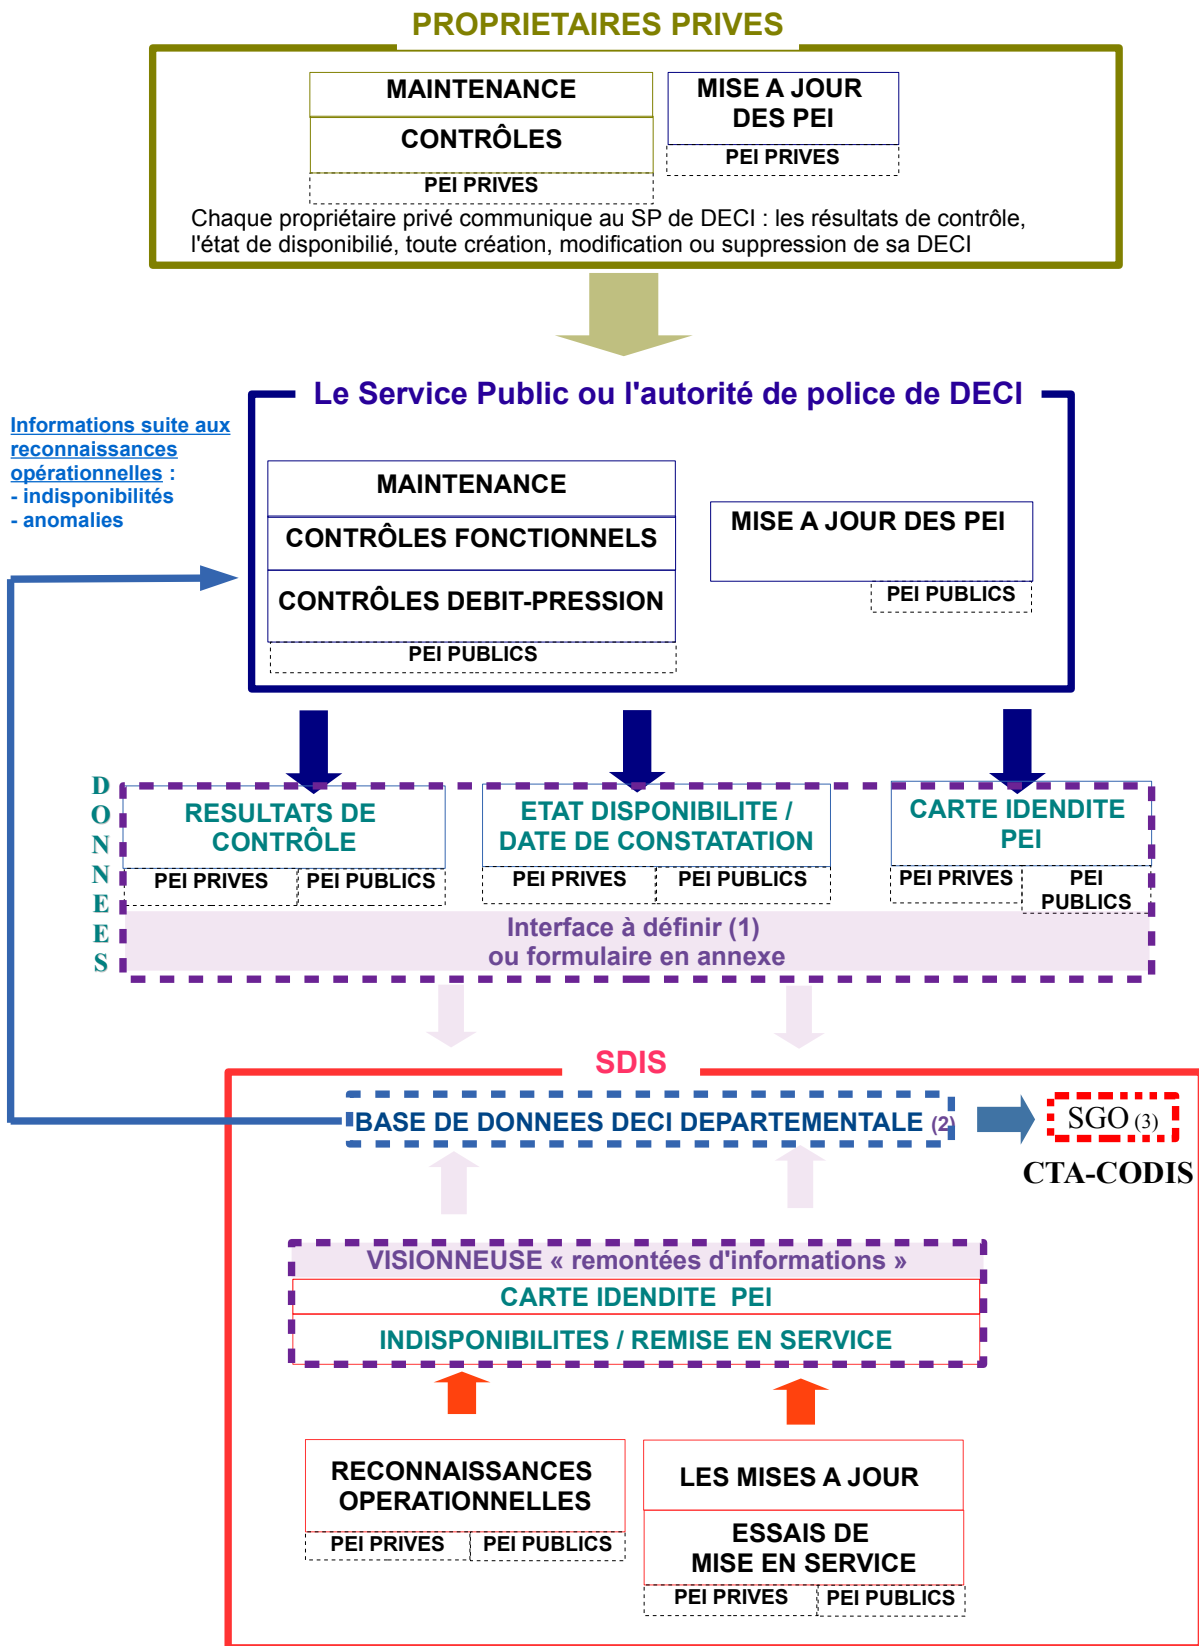 PROPRIETAIRES PRIVES
MAINTENANCE
CONTRÔLES
PEI PRIVES
MISE A JOUR
DES PEI
PEI PRIVES
Chaque propriétaire privé communique au SP de DECI : les résultats de contrôle,
l'état de disponibilié, toute création, modification ou suppression de sa DECI
Le Service Public ou l'autorité de police de DECI
Informations suite aux
reconnaissances
opérationnelles :
- indisponibilités
- anomalies
MAINTENANCE
CONTRÔLES FONCTIONNELS
CONTRÔLES DEBIT-PRESSION
PEI PUBLICS
MISE A JOUR DES PEI
PEI PUBLICS
DONNEES
RESULTATS DE
CONTRÔLE
PEI PRIVES PEI PUBLICS
ETAT DISPONIBILITE /
DATE DE CONSTATATION
PEI PRIVES PEI PUBLICS
CARTE IDENDITE
PEI
PEI PRIVES PEI
PUBLICS
Interface à définir (1)
ou formulaire en annexe
SDIS
BASE DE DONNEES DECI DEPARTEMENTALE (2)
SGO (3)
CTA-CODIS
VISIONNEUSE « remontées d'informations »
CARTE IDENDITE PEI
INDISPONIBILITES / REMISE EN SERVICE
RECONNAISSANCES
OPERATIONNELLES
PEI PRIVES PEI PUBLICS
LES MISES A JOUR
ESSAIS DE
MISE EN SERVICE
PEI PRIVES PEI PUBLICS